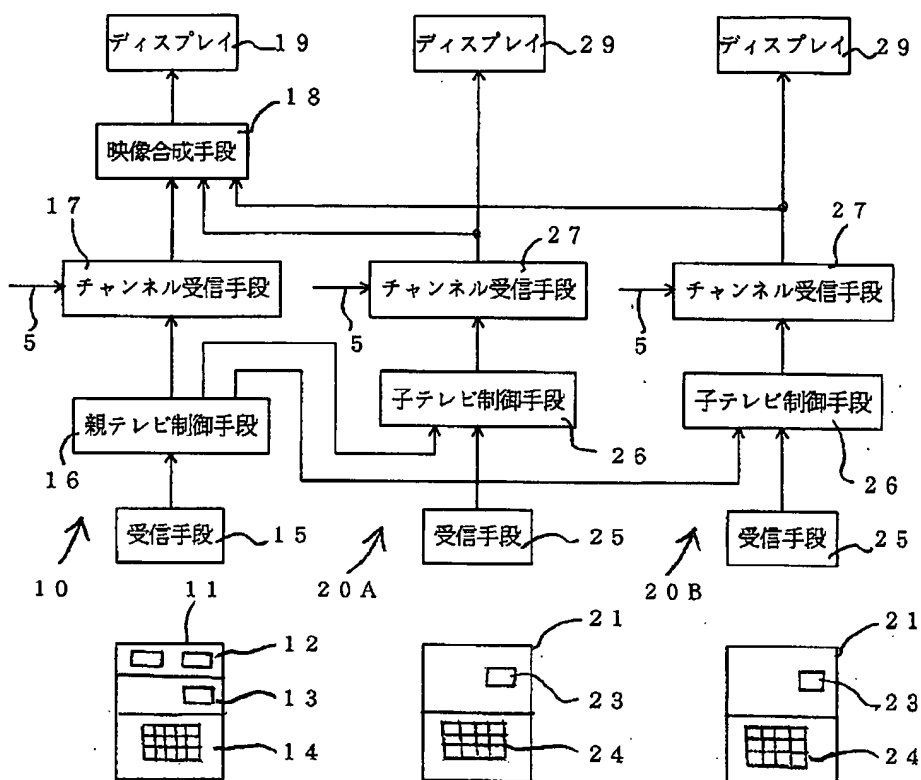 ディスプレイ 19 ディスプレイ 29 ディスプレイ 29
18
映像合成手段
17 27 27
チャンネル受信手段 チャンネル受信手段 チャンネル受信手段
5 5 5
親テレビ制御手段 子テレビ制御手段 子テレビ制御手段
16 26 26
受信手段 15 受信手段 25 受信手段 25
10 20A 20B
11
12 21 21
13 23 23
14 24 24